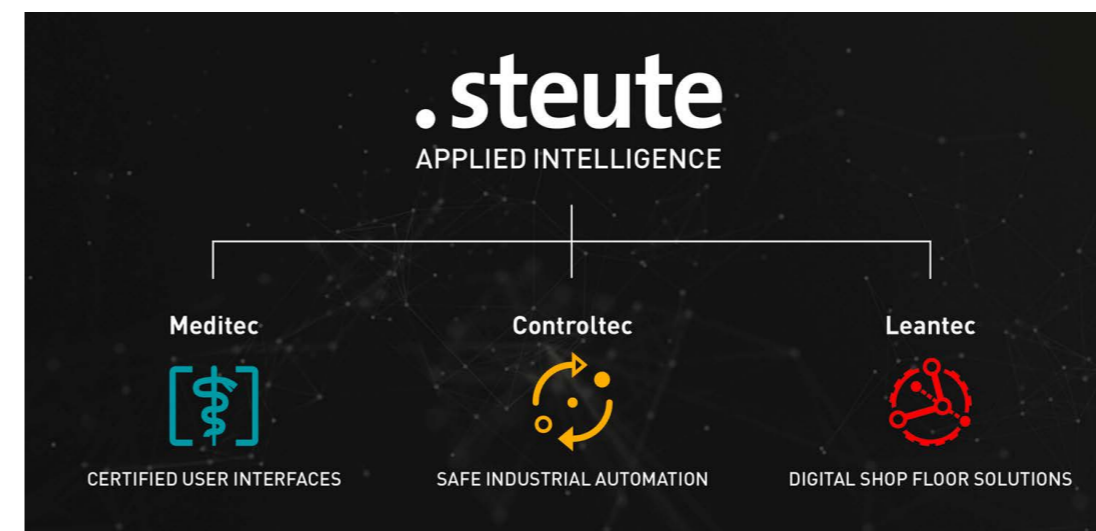 .steute
APPLIED INTELLIGENCE
Meditec
Controltec
Leantec
CERTIFIED USER INTERFACES
SAFE INDUSTRIAL AUTOMATION
DIGITAL SHOP FLOOR SOLUTIONS